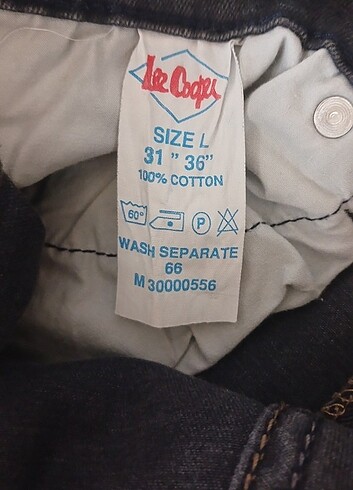 Lee Cooper
SIZE L
31 " 36"
100% COTTON
60° P
WASH SEPARATE
66
M 30000556